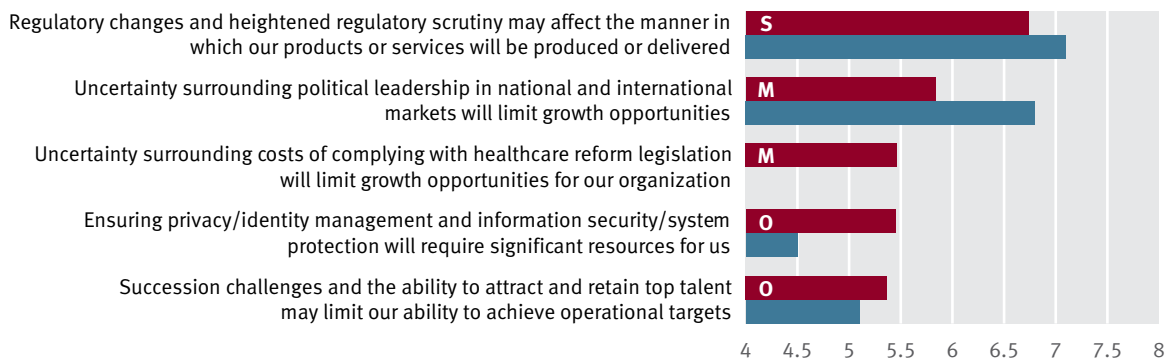 Regulatory changes and heightened regulatory scrutiny may affect the manner in
which our products or services will be produced or delivered
S
Uncertainty surrounding political leadership in national and international
markets will limit growth opportunities
M
Uncertainty surrounding costs of complying with healthcare reform legislation
will limit growth opportunities for our organization
M
Ensuring privacy/identity management and information security/system
protection will require significant resources for us
O
Succession challenges and the ability to attract and retain top talent
may limit our ability to achieve operational targets
O
4 4.5 5 5.5 6 6.5 7 7.5 8